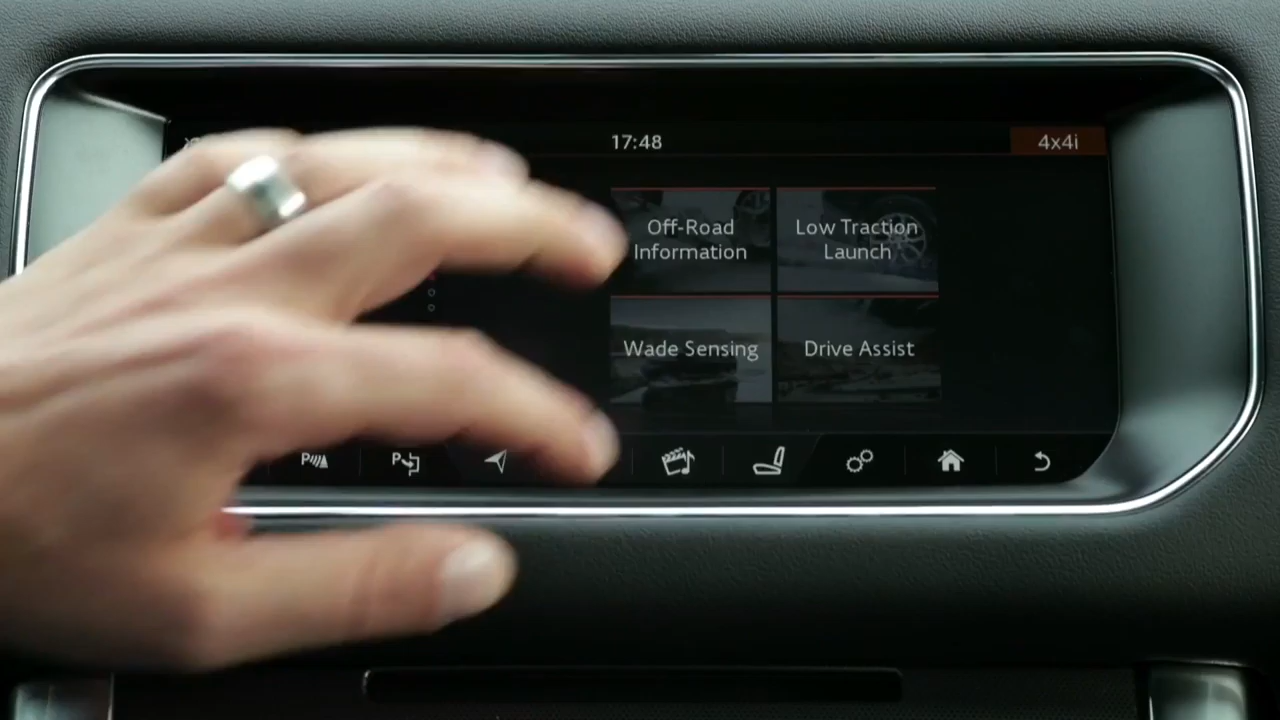 17:48
4x4i
Off-Road
Information
Low Traction
Launch
Wade Sensing
Drive Assist
P
P